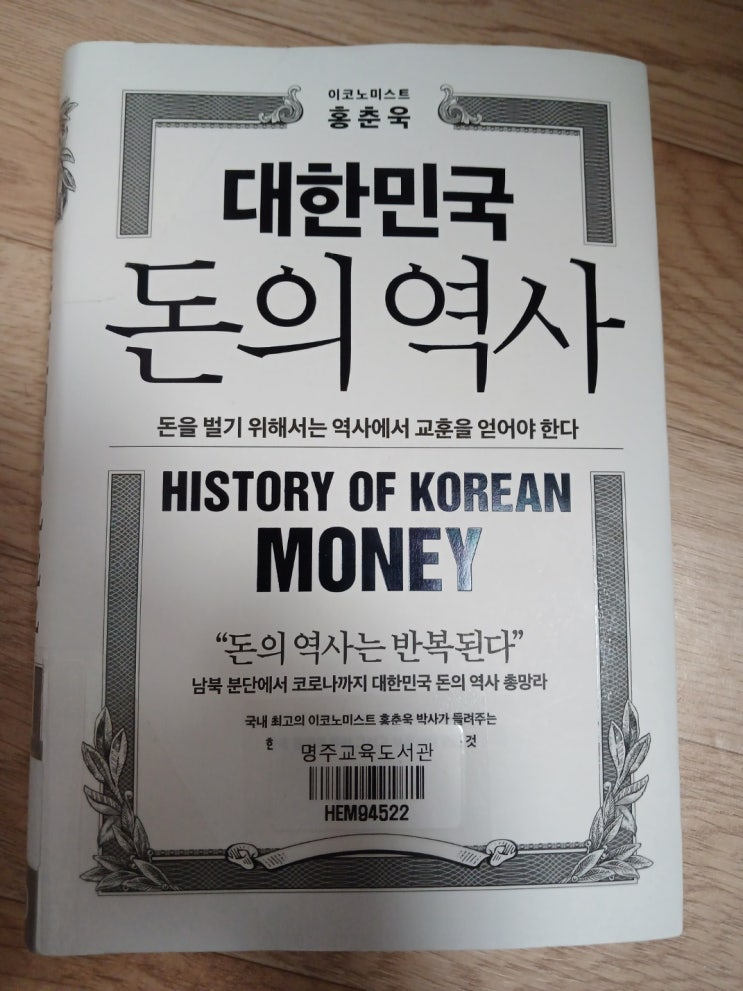 이코노미스트
홍춘욱
대한민국
돈의 역사
돈을 벌기 위해서는 역사에서 교훈을 얻어야 한다
HISTORY OF KOREAN
MONEY
“돈의 역사는 반복된다”
남북 분단에서 코로나까지 대한민국 돈의 역사 총망라
국내 최고의 이코노미스트 홍춘욱 박사가 들려주는
것
명주교육도서관
HEM94522